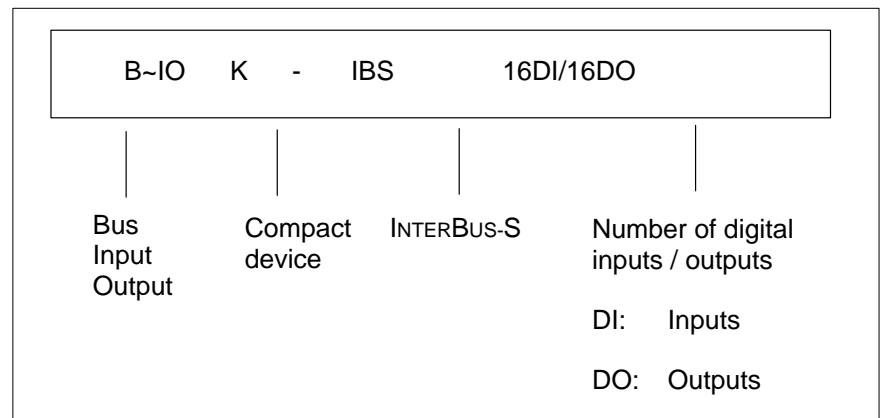 B~IO K - IBS 16DI/16DO
Bus
Input
Output
Compact
device
INTERBUS-S
Number of digital
inputs / outputs
DI: Inputs
DO: Outputs